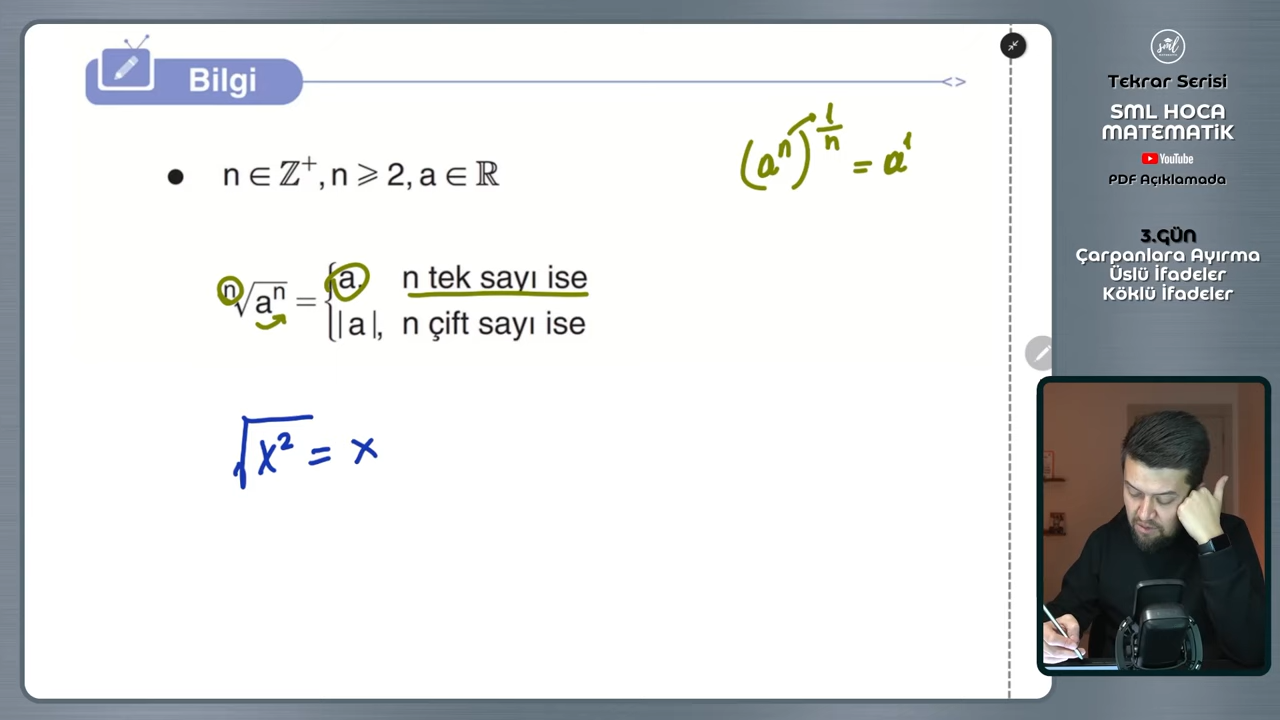 Bilgi
(aⁿ)^(1/n) = a¹
• n ∈ ℤ⁺, n ⩾ 2, a ∈ ℝ
ⁿ√aⁿ = { a, n tek sayı ise
| a |, n çift sayı ise
√x² = x
sml
Tekrar Serisi
SML HOCA
MATEMATİK
YouTube
PDF Açıklamada
3.GÜN
Çarpanlara Ayırma
Üslü İfadeler
Köklü İfadeler